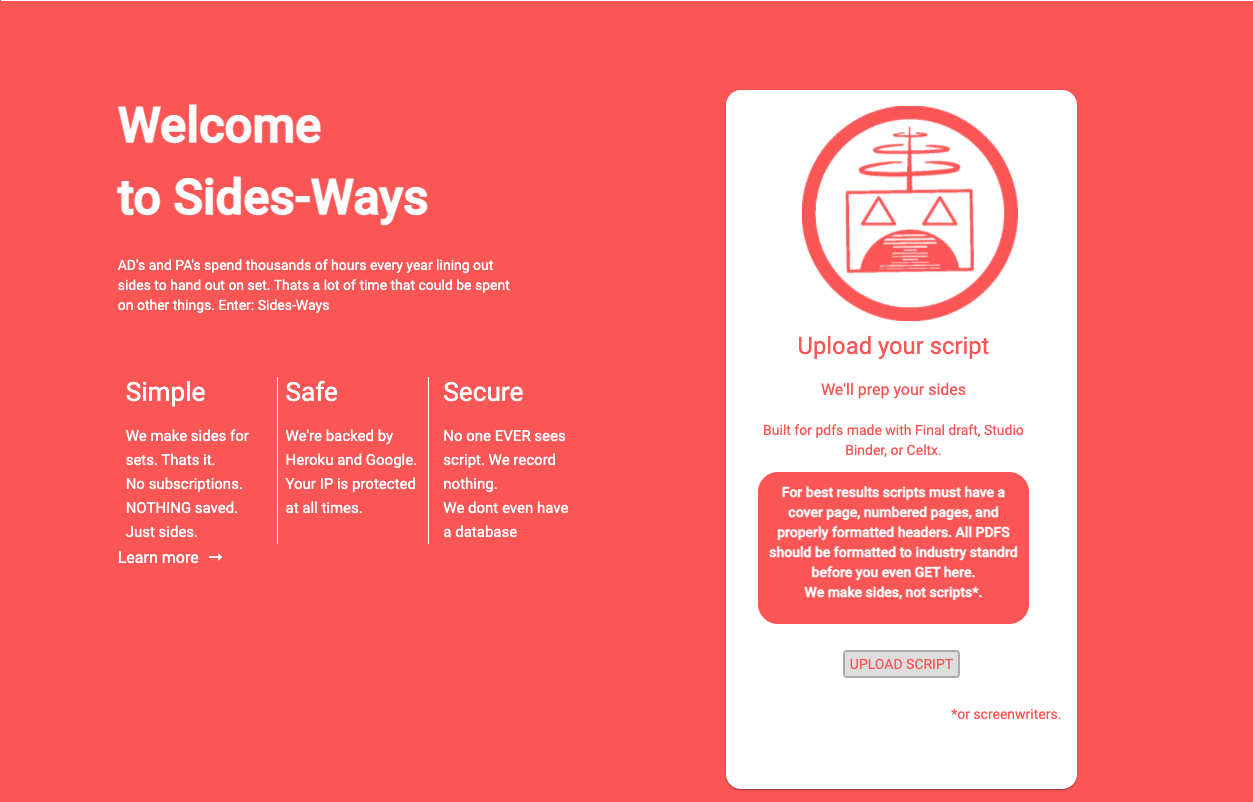 Welcome
to Sides-Ways
AD's and PA's spend thousands of hours every year lining out
sides to hand out on set. Thats a lot of time that could be spent
on other things. Enter: Sides-Ways
Simple
We make sides for
sets. Thats it.
No subscriptions.
NOTHING saved.
Just sides.
Safe
We're backed by
Heroku and Google.
Your IP is protected
at all times.
Secure
No one EVER sees
script. We record
nothing.
We dont even have
a database
Learn more ➞
Upload your script
We'll prep your sides
Built for pdfs made with Final draft, Studio
Binder, or Celtx.
For best results scripts must have a
cover page, numbered pages, and
properly formatted headers. All PDFS
should be formatted to industry standrd
before you even GET here.
We make sides, not scripts*.
UPLOAD SCRIPT
*or screenwriters.